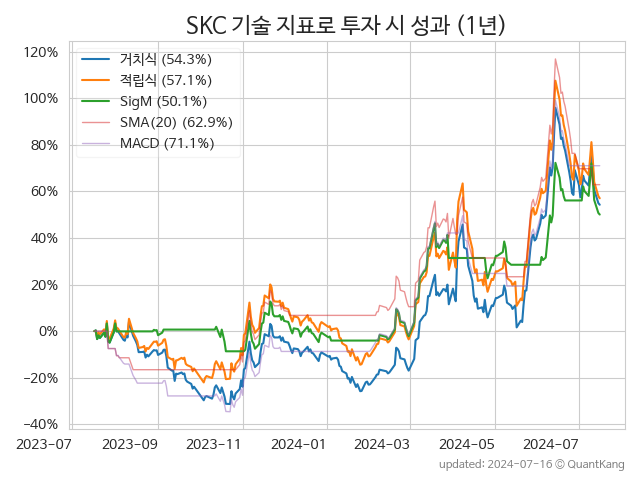 SKC 기술 지표로 투자 시 성과 (1년)
120%
100%
80%
60%
40%
20%
0%
−20%
−40%
거치식 (54.3%)
적립식 (57.1%)
SigM (50.1%)
SMA(20) (62.9%)
MACD (71.1%)
2023-07
2023-09
2023-11
2024-01
2024-03
2024-05
2024-07
updated: 2024-07-16 © QuantKang